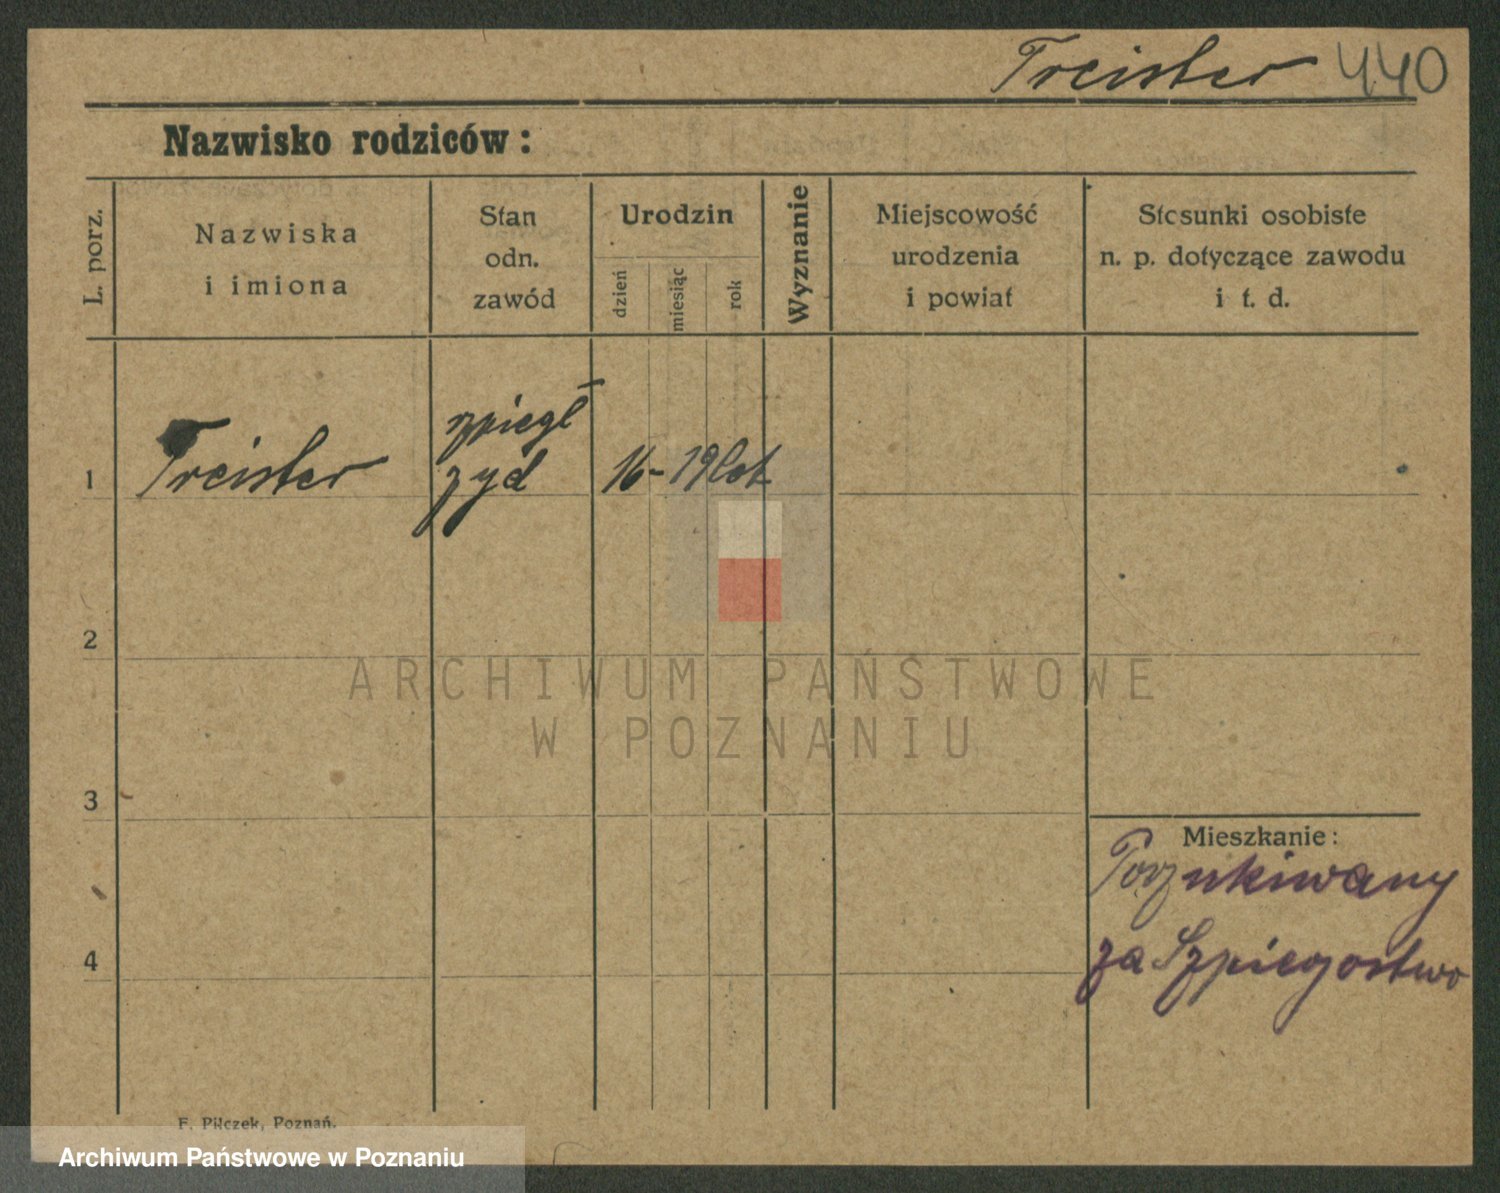 Treister 440
Nazwisko rodziców:
L. porz.
Nazwiska
i imiona
Stan
odn.
zawód
Urodzin
dzień
miesiąc
rok
Wyznanie
Miejscowość
urodzenia
i powiat
Stosunki osobiste
n. p. dotyczące zawodu
i t. d.
1 Treister
zyd
16-19 lat
2
3
4
Mieszkanie:
Poszukiwany
za Szpiegostwo
F. Pilczek, Poznań.
ARCHIWUM PAŃSTWOWE
W POZNANIU
Archiwum Państwowe w Poznaniu